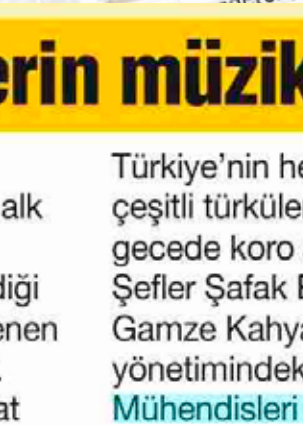 erin müzik
alk
diği
enen
at
Türkiye'nin he
çeşitli türküle
gecede koro
Şefler Şafak
Gamze Kahya
yönetimindek
Mühendisleri